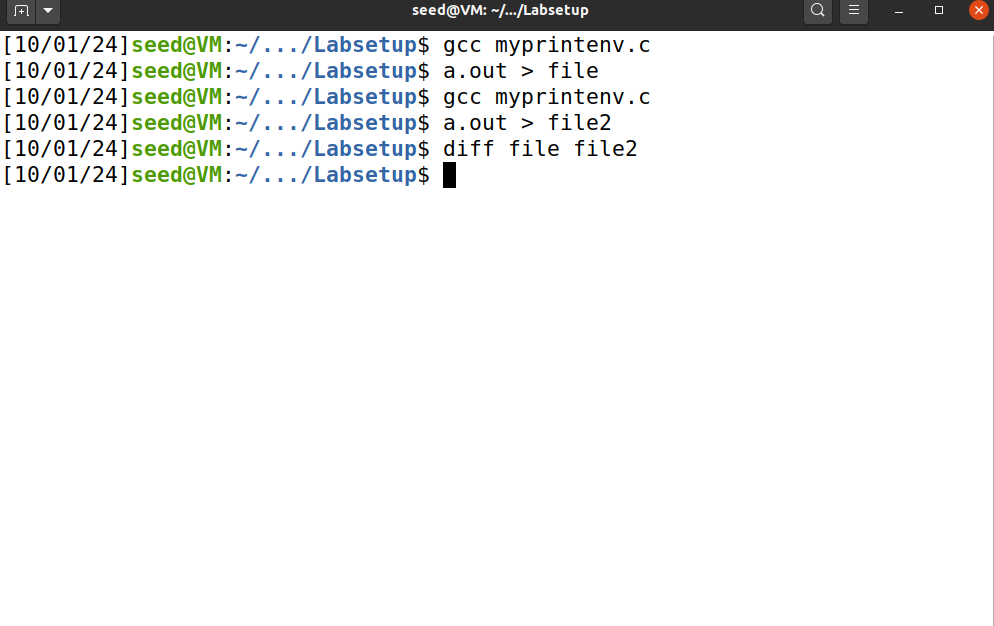 seed@VM: ~/.../Labsetup
[10/01/24]seed@VM:~/.../Labsetup$ gcc myprintenv.c
[10/01/24]seed@VM:~/.../Labsetup$ a.out > file
[10/01/24]seed@VM:~/.../Labsetup$ gcc myprintenv.c
[10/01/24]seed@VM:~/.../Labsetup$ a.out > file2
[10/01/24]seed@VM:~/.../Labsetup$ diff file file2
[10/01/24]seed@VM:~/.../Labsetup$